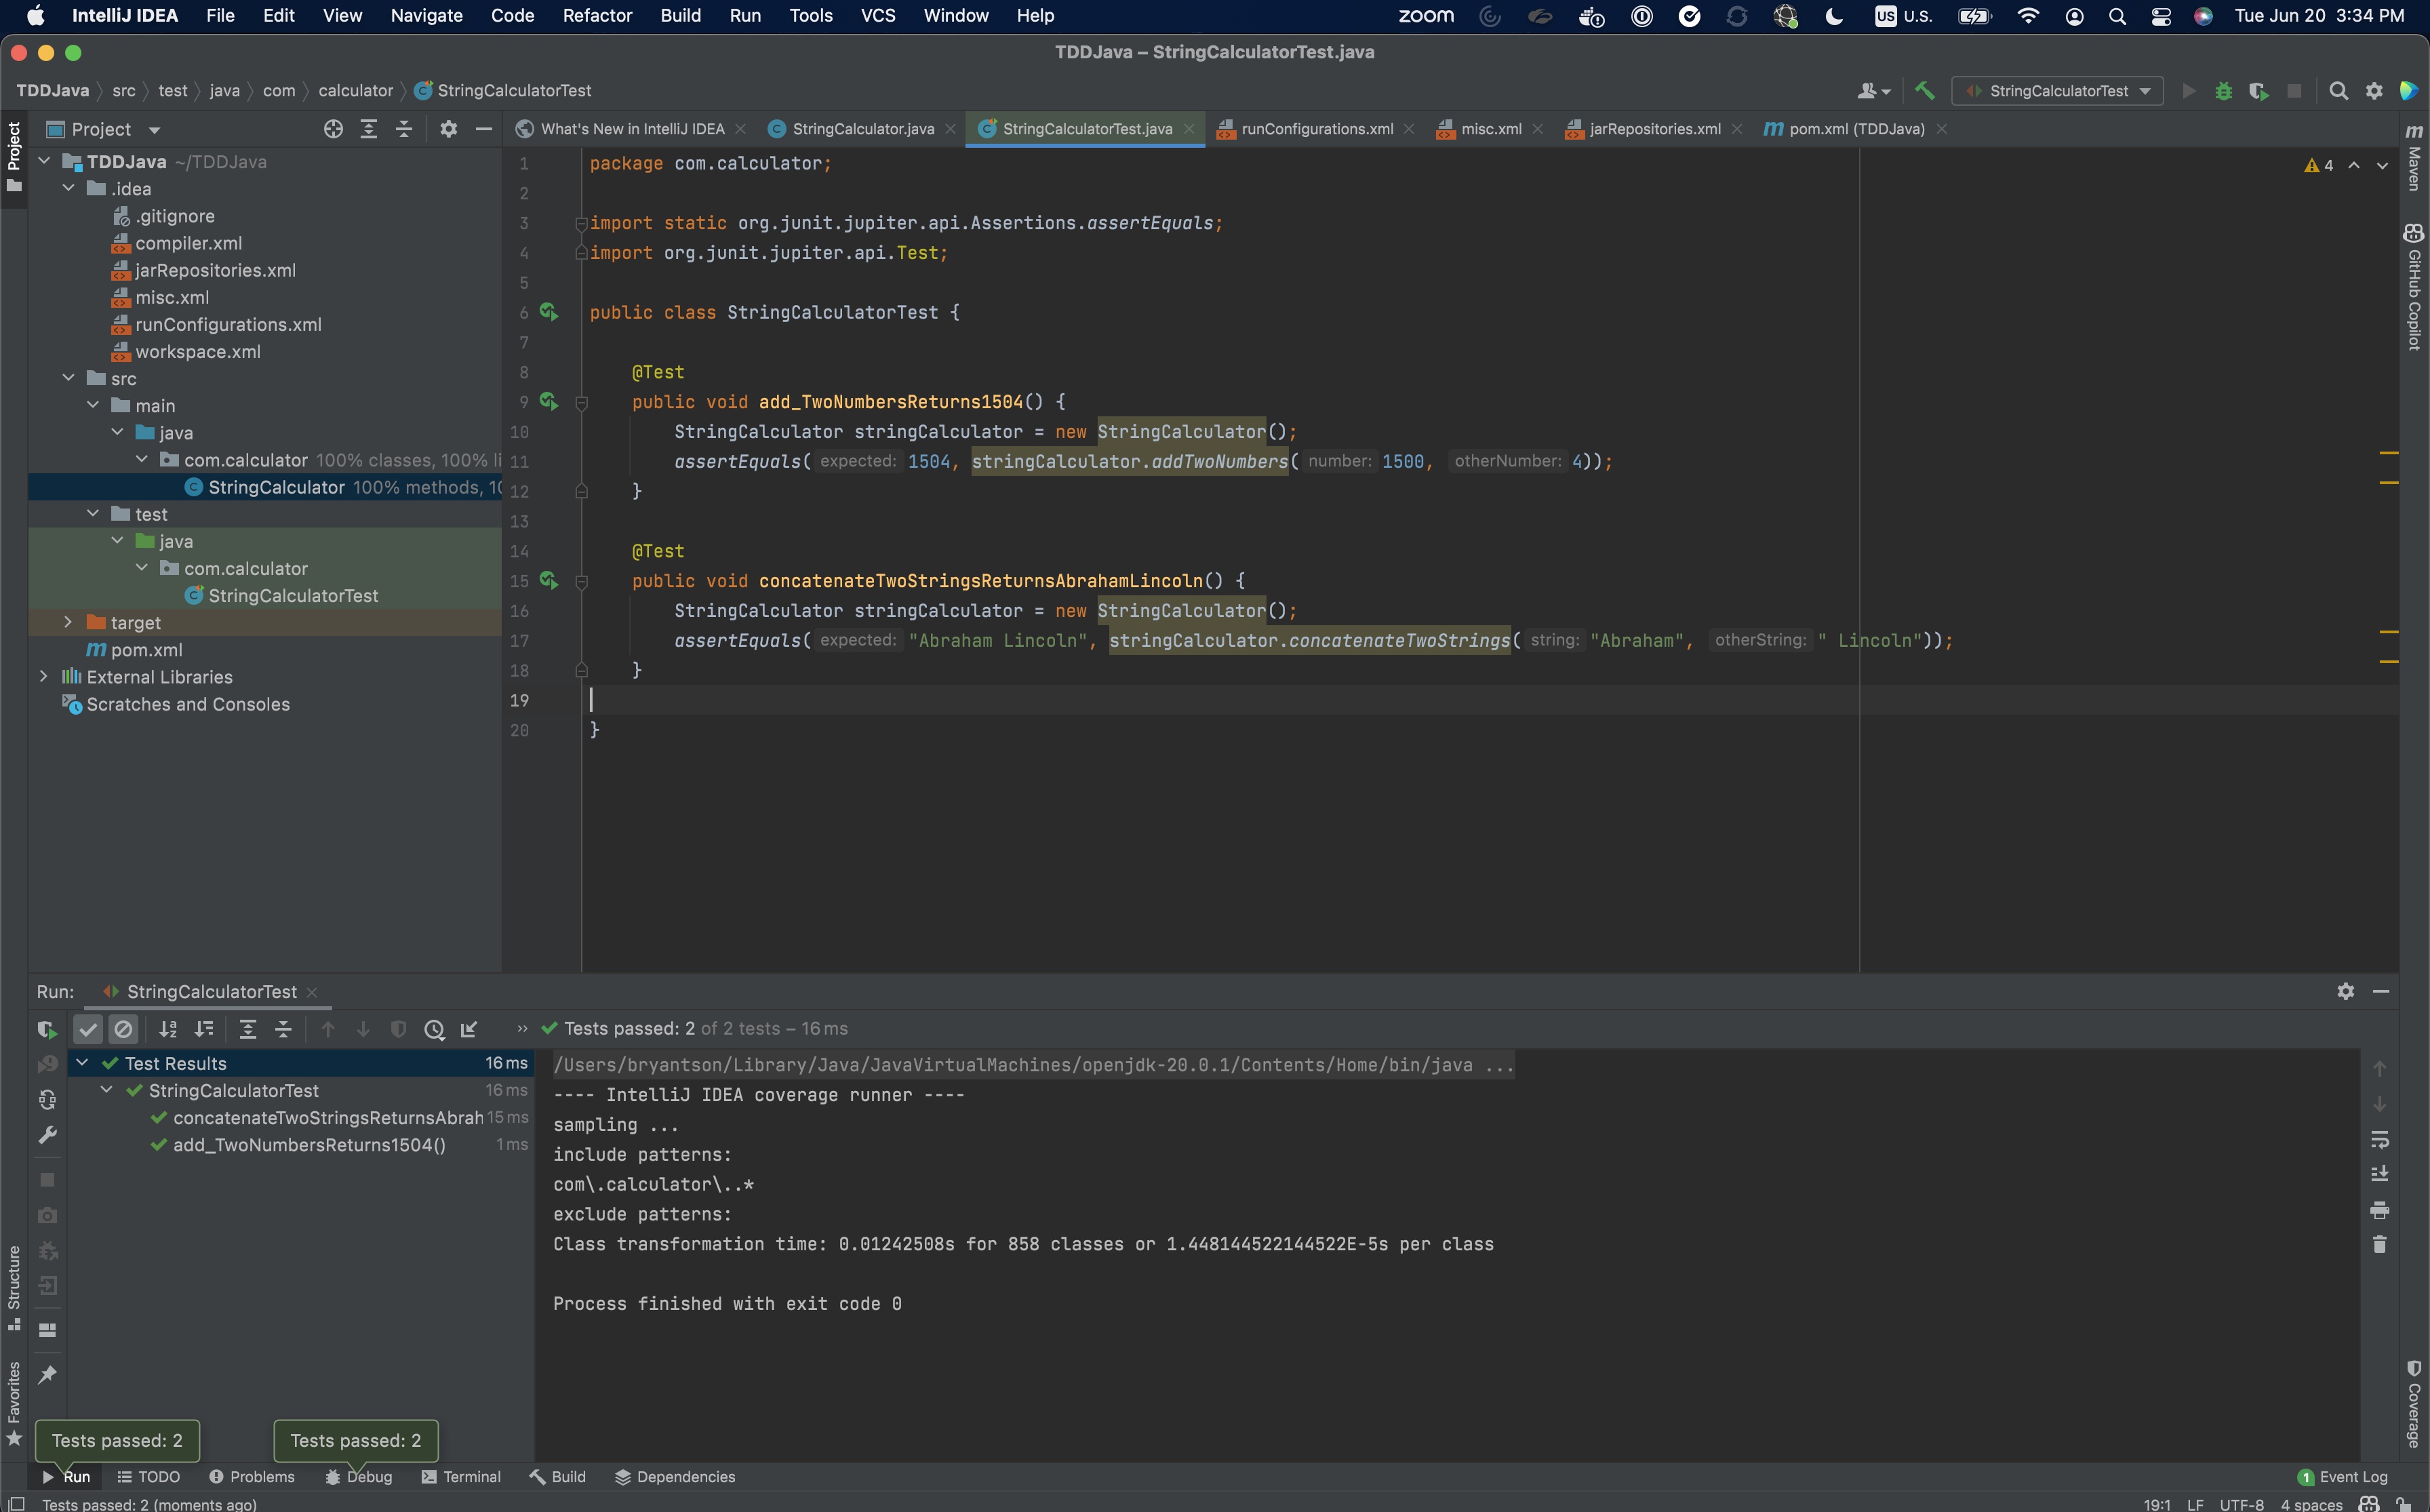 IntelliJ IDEA File Edit View Navigate Code Refactor Build Run Tools VCS Window Help zoom US U.S. Tue Jun 20 3:34 PM
TDDJava – StringCalculatorTest.java
TDDJava src test java com calculator StringCalculatorTest
StringCalculatorTest
Project
What's New in IntelliJ IDEA StringCalculator.java StringCalculatorTest.java runConfigurations.xml misc.xml jarRepositories.xml pom.xml (TDDJava)
Project
TDDJava ~/TDDJava
.idea
.gitignore
compiler.xml
jarRepositories.xml
misc.xml
runConfigurations.xml
workspace.xml
src
main
java
com.calculator 100% classes, 100% li
StringCalculator 100% methods, 10
test
java
com.calculator
StringCalculatorTest
target
pom.xml
External Libraries
Scratches and Consoles
1 package com.calculator;
2
3 import static org.junit.jupiter.api.Assertions.assertEquals;
4 import org.junit.jupiter.api.Test;
5
6 public class StringCalculatorTest {
7
8 @Test
9 public void add_TwoNumbersReturns1504() {
10 StringCalculator stringCalculator = new StringCalculator();
11 assertEquals( expected: 1504, stringCalculator.addTwoNumbers( number: 1500, otherNumber: 4));
12 }
13
14 @Test
15 public void concatenateTwoStringsReturnsAbrahamLincoln() {
16 StringCalculator stringCalculator = new StringCalculator();
17 assertEquals( expected: "Abraham Lincoln", stringCalculator.concatenateTwoStrings( string: "Abraham", otherString: " Lincoln"));
18 }
19
20 }
4
Maven
GitHub Copilot
Run: StringCalculatorTest
Tests passed: 2 of 2 tests – 16 ms
Test Results 16 ms
StringCalculatorTest 16 ms
concatenateTwoStringsReturnsAbrah 15 ms
add_TwoNumbersReturns1504() 1 ms
/Users/bryantson/Library/Java/JavaVirtualMachines/openjdk-20.0.1/Contents/Home/bin/java ...
---- IntelliJ IDEA coverage runner ----
sampling ...
include patterns:
com\.calculator\..*
exclude patterns:
Class transformation time: 0.01242508s for 858 classes or 1.448144522144522E-5s per class
Process finished with exit code 0
Structure
Favorites
Coverage
Tests passed: 2
Tests passed: 2
Run TODO Problems Debug Terminal Build Dependencies 1 Event Log
Tests passed: 2 (moments ago) 19:1 LF UTF-8 4 spaces